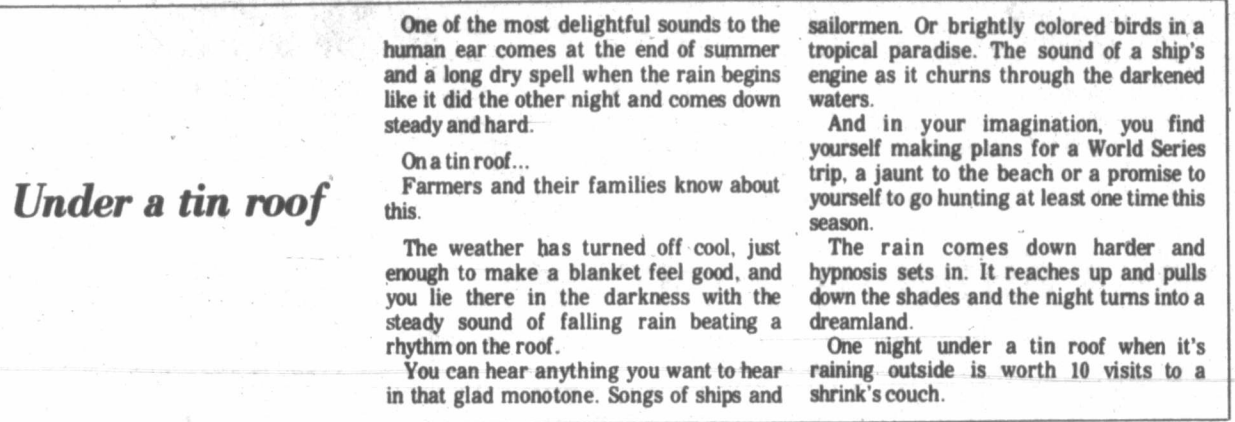 Under a tin roof
One of the most delightful sounds to the
human ear comes at the end of summer
and a long dry spell when the rain begins
like it did the other night and comes down
steady and hard.
On a tin roof...
Farmers and their families know about
this.
The weather has turned off cool, just
enough to make a blanket feel good, and
you lie there in the darkness with the
steady sound of falling rain beating a
rhythm on the roof.
You can hear anything you want to hear
in that glad monotone. Songs of ships and
sailormen. Or brightly colored birds in a
tropical paradise. The sound of a ship's
engine as it churns through the darkened
waters.
And in your imagination, you find
yourself making plans for a World Series
trip, a jaunt to the beach or a promise to
yourself to go hunting at least one time this
season.
The rain comes down harder and
hypnosis sets in. It reaches up and pulls
down the shades and the night turns into a
dreamland.
One night under a tin roof when it's
raining outside is worth 10 visits to a
shrink's couch.